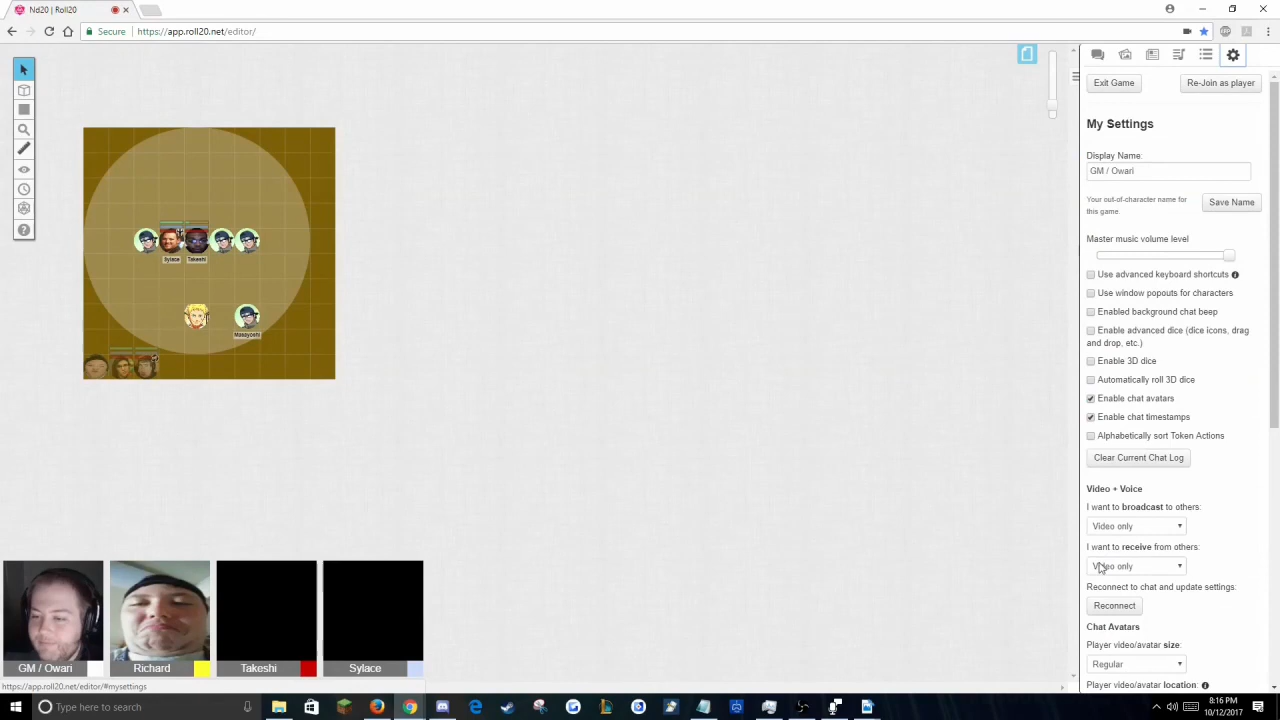 Nd20 | Roll20
Secure
https://app.roll20.net/editor/
Exit Game
Re-Join as player
My Settings
Display Name:
GM / Owari
Your out-of-character name for
this game.
Save Name
Master music volume level
Use advanced keyboard shortcuts
Use window popouts for characters
Enabled background chat beep
Enable advanced dice (dice icons, drag
and drop, etc.)
Enable 3D dice
Automatically roll 3D dice
Enable chat avatars
Enable chat timestamps
Alphabetically sort Token Actions
Clear Current Chat Log
Video + Voice
I want to broadcast to others:
Video only
I want to receive from others:
Video only
Reconnect to chat and update settings:
Reconnect
Chat Avatars
Player video/avatar size:
Regular
Player video/avatar location:
Sylace
Takeshi
Masayoshi
GM / Owari
Richard
Takeshi
Sylace
https://app.roll20.net/editor/#mysettings
Type here to search
8:16 PM
10/12/2017